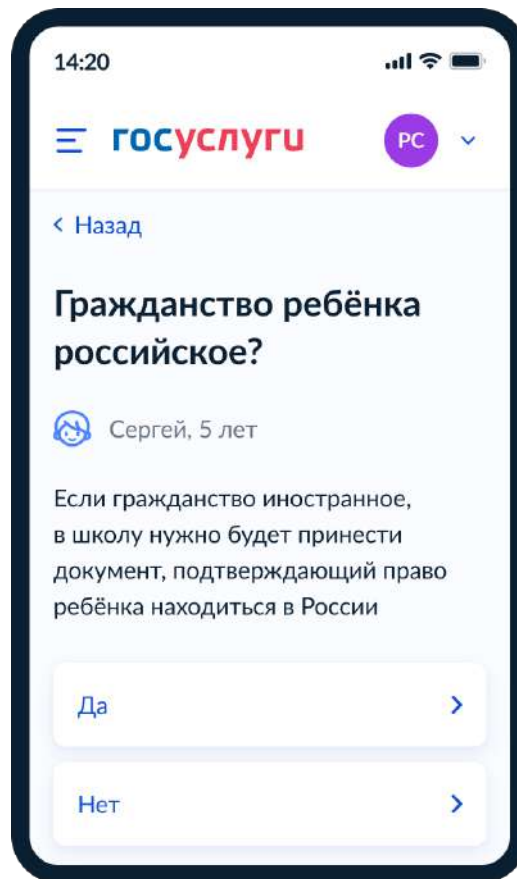 14:20
госуслуги
РС
Назад
Гражданство ребёнка
российское?
Сергей, 5 лет
Если гражданство иностранное,
в школу нужно будет принести
документ, подтверждающий право
ребёнка находиться в России
Да
Нет